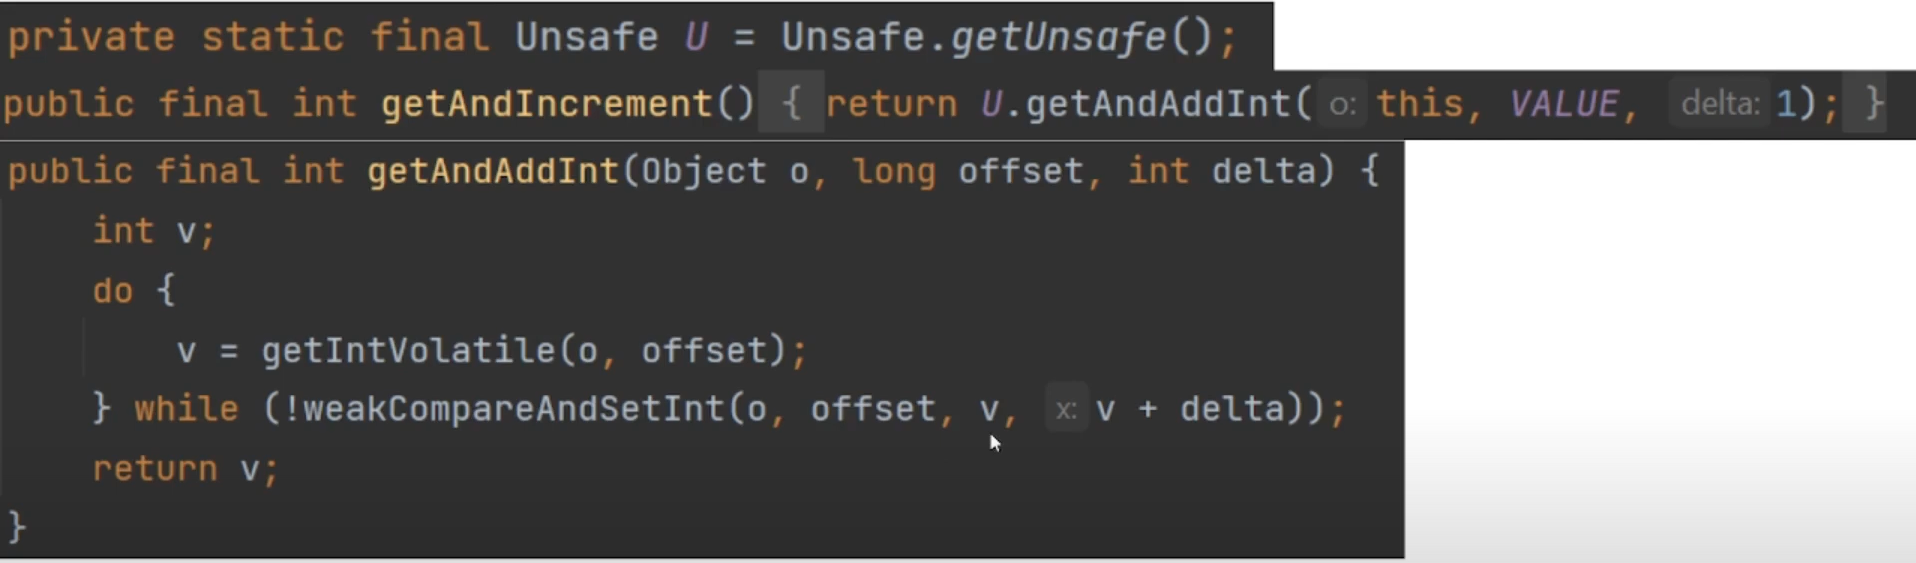 private static final Unsafe U = Unsafe.getUnsafe();
public final int getAndIncrement() { return U.getAndAddInt( o: this, VALUE, delta: 1); }
public final int getAndAddInt(Object o, long offset, int delta) {
int v;
do {
v = getIntVolatile(o, offset);
} while (!weakCompareAndSetInt(o, offset, v, x: v + delta));
return v;
}